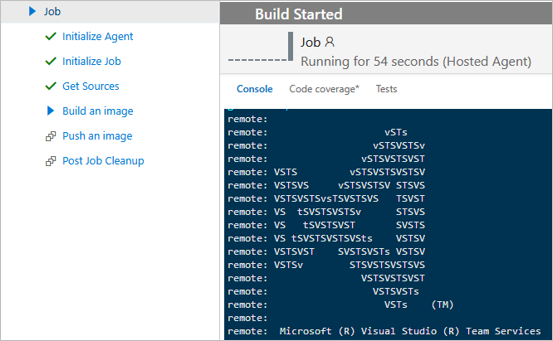 Job
Initialize Agent
Initialize Job
Get Sources
Build an image
Push an image
Post Job Cleanup
Build Started
Job
Running for 54 seconds (Hosted Agent)
Console Code coverage* Tests
remote:
remote:                    vSTs
remote:                  vSTSVSTSv
remote:                vSTSVSTSVST
remote: VSTS          vSTSVSTSVSTSV
remote: VSTSVS     vSTSVSTSV STSVS
remote: VSTSVSTSvsTSVSTSVS   TSVST
remote: VS  tSVSTSVSTSv      STSVS
remote: VS   tSVSTSVST       SVSTS
remote: VS tSVSTSVSTSVSts    VSTSV
remote: VSTSVST    SVSTSVSTs VSTSV
remote: VSTSv        STSVSTSVSTSVS
remote:                VSTSVSTSVST
remote:                  VSTSVSTs
remote:                    VSTs    (TM)
remote:
remote:  Microsoft (R) Visual Studio (R) Team Services